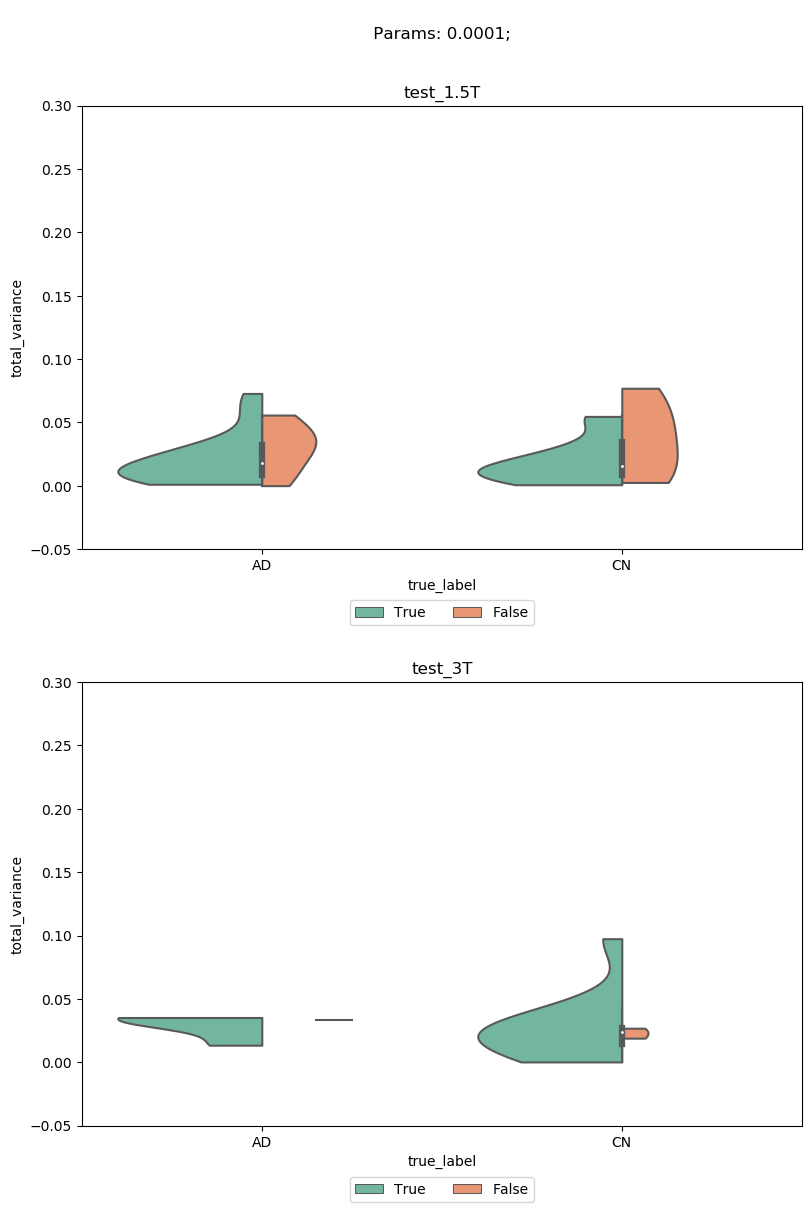 Params: 0.0001;
test_1.5T
0.30
0.25
0.20
0.15
0.10
0.05
0.00
−0.05
total_variance
AD CN
true_label
True False
test_3T
0.30
0.25
0.20
0.15
0.10
0.05
0.00
−0.05
total_variance
AD CN
true_label
True False